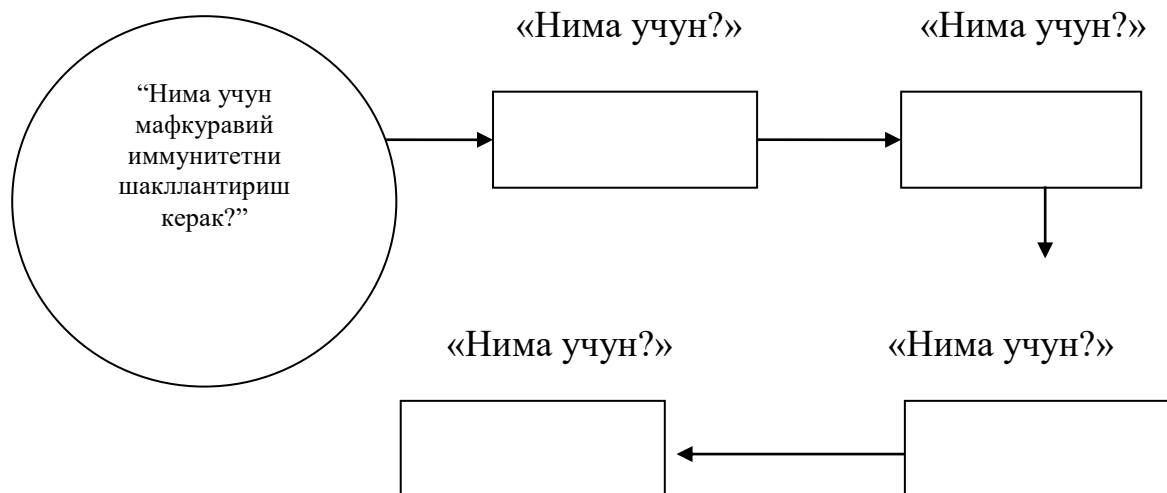 «Нима учун?» «Нима учун?»
“Нима учун
мафкуравий
иммунитетни
шакллантириш
керак?”
«Нима учун?» «Нима учун?»